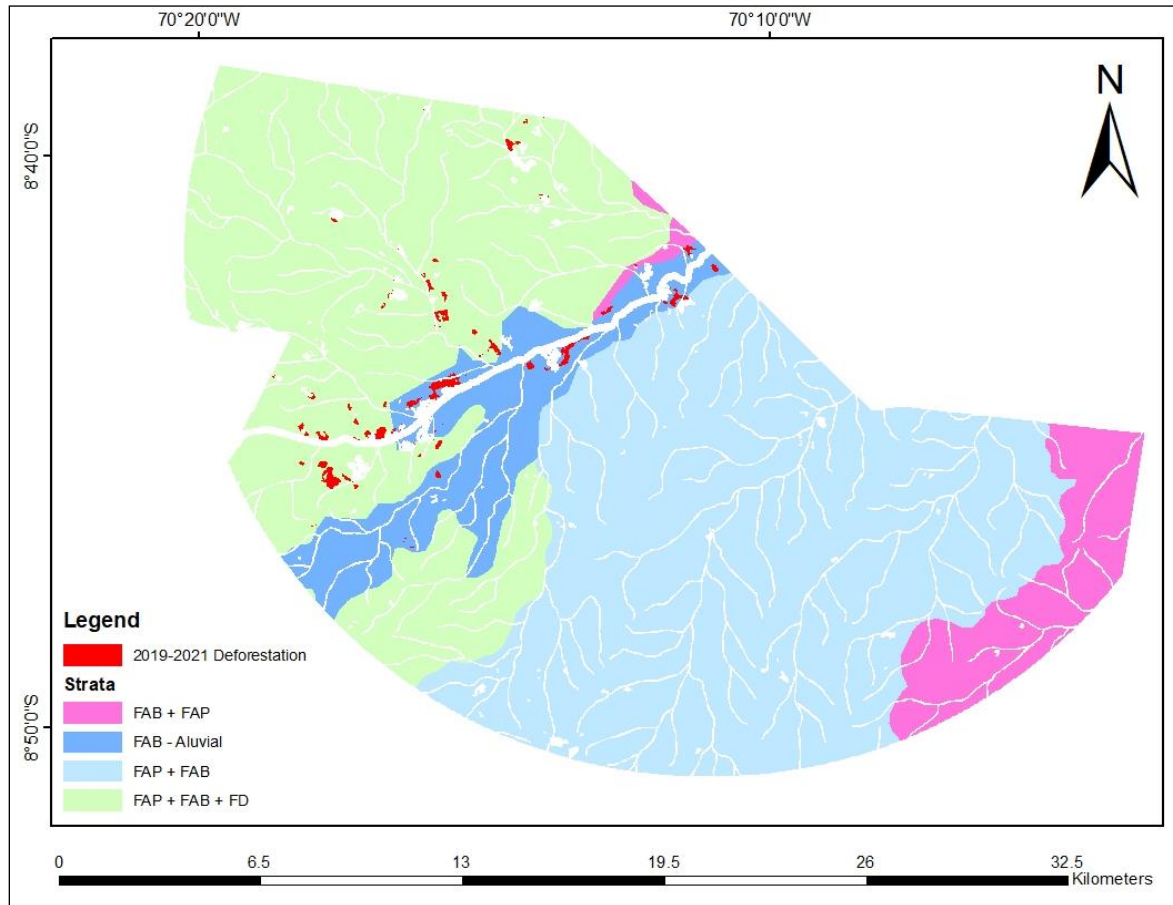 70°20'0"W 70°10'0"W
N
8°40'0"S
8°50'0"S
Legend
2019-2021 Deforestation
Strata
FAB + FAP
FAB - Aluvial
FAP + FAB
FAP + FAB + FD
0 6.5 13 19.5 26 32.5
Kilometers